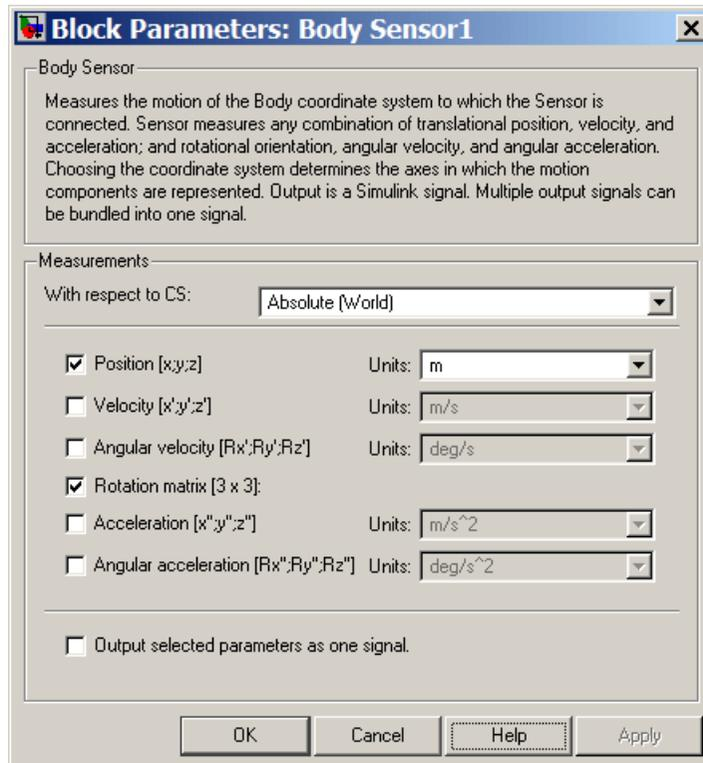 Block Parameters: Body Sensor1
Body Sensor
Measures the motion of the Body coordinate system to which the Sensor is
connected. Sensor measures any combination of translational position, velocity, and
acceleration; and rotational orientation, angular velocity, and angular acceleration.
Choosing the coordinate system determines the axes in which the motion
components are represented. Output is a Simulink signal. Multiple output signals can
be bundled into one signal.
Measurements
With respect to CS: Absolute (World)
Position [x;y;z] Units: m
Velocity [x';y';z'] Units: m/s
Angular velocity [Rx';Ry';Rz'] Units: deg/s
Rotation matrix [3 x 3]:
Acceleration [x'';y'';z''] Units: m/s^2
Angular acceleration [Rx'';Ry'';Rz''] Units: deg/s^2
Output selected parameters as one signal.
OK Cancel Help Apply